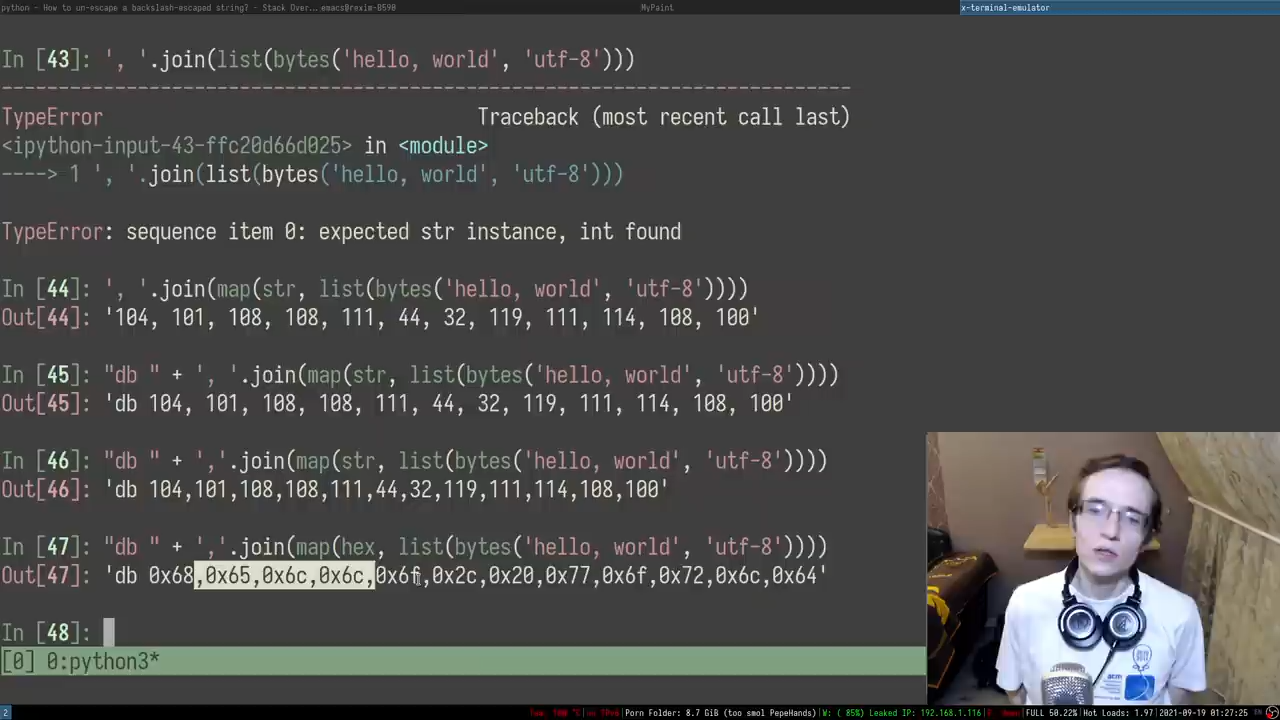 python - How to un-escape a backslash-escaped string? - Stack Over...emacs@rexim-B590
MyPaint
x-terminal-emulator
In [43]: ', '.join(list(bytes('hello, world', 'utf-8')))
---------------------------------------------------------------------------
TypeError                                 Traceback (most recent call last)
<ipython-input-43-ffc20d66d025> in <module>
----> 1 ', '.join(list(bytes('hello, world', 'utf-8')))
TypeError: sequence item 0: expected str instance, int found
In [44]: ', '.join(map(str, list(bytes('hello, world', 'utf-8'))))
Out[44]: '104, 101, 108, 108, 111, 44, 32, 119, 111, 114, 108, 100'
In [45]: "db " + ', '.join(map(str, list(bytes('hello, world', 'utf-8'))))
Out[45]: 'db 104, 101, 108, 108, 111, 44, 32, 119, 111, 114, 108, 100'
In [46]: "db " + ','.join(map(str, list(bytes('hello, world', 'utf-8'))))
Out[46]: 'db 104,101,108,108,111,44,32,119,111,114,108,100'
In [47]: "db " + ','.join(map(hex, list(bytes('hello, world', 'utf-8'))))
Out[47]: 'db 0x68,0x65,0x6c,0x6c,0x6f,0x2c,0x20,0x77,0x6f,0x72,0x6c,0x64'
In [48]:
[0] 0:python3*
2
Porn Folder: 8.7 GiB (too smol PepeHands)
W: ( 85%) Leaked IP: 192.168.1.116
FULL 50.22%
Hot Loads: 1.97
2021-09-19 01:27:25